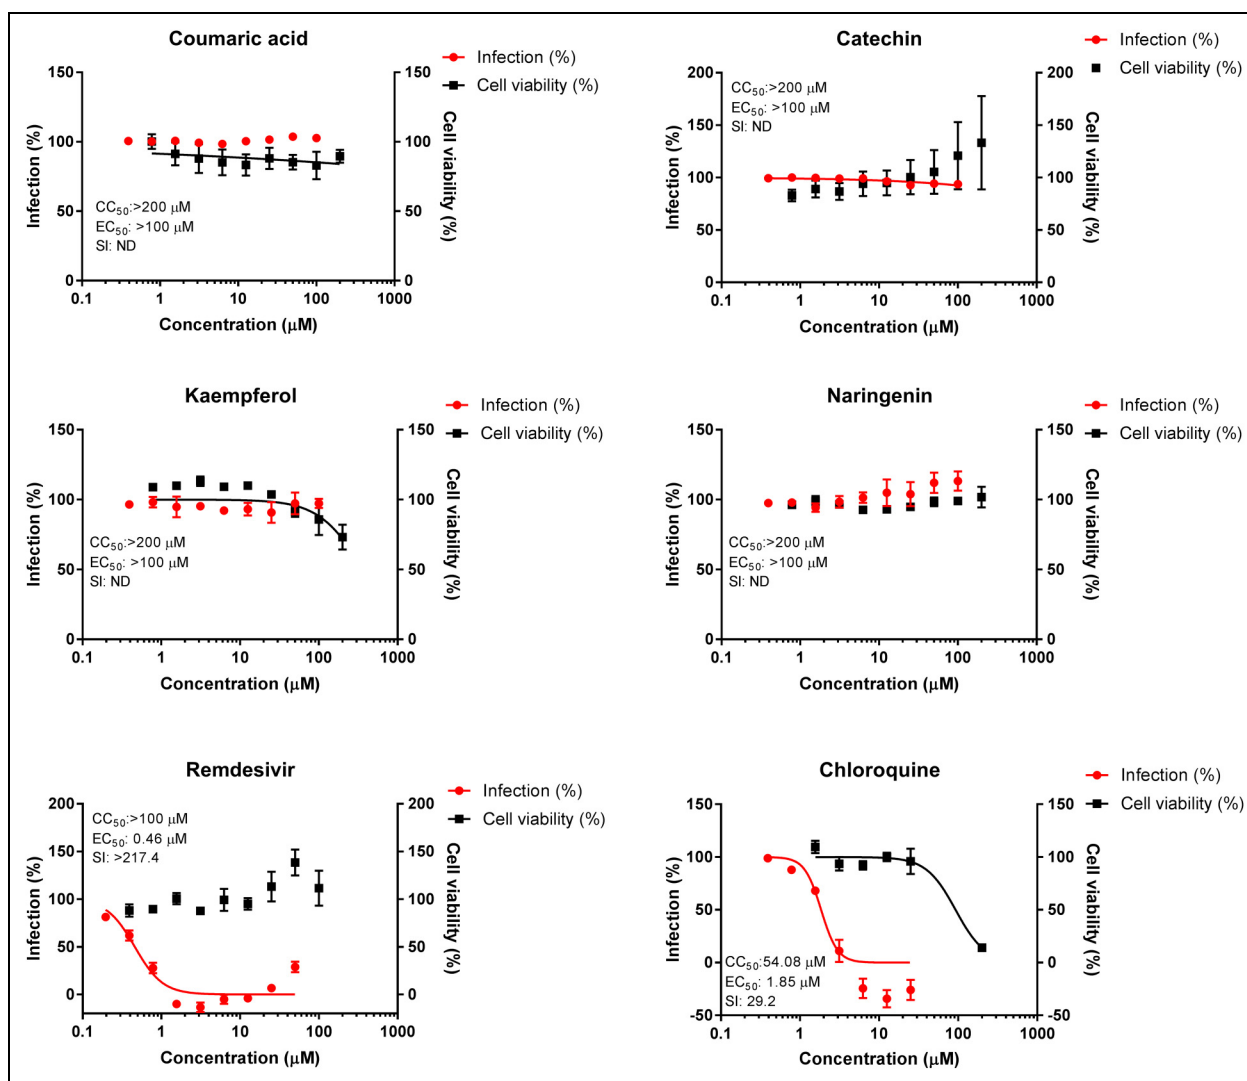 Coumaric acid
Infection (%)
Cell viability (%)
150
100
50
0
Infection (%)
150
100
50
0
Cell viability (%)
CC50:>200 μM
EC50: >100 μM
SI: ND
0.1 1 10 100 1000
Concentration (μM)
Catechin
Infection (%)
Cell viability (%)
200
150
100
50
0
Infection (%)
200
150
100
50
0
Cell viability (%)
CC50:>200 μM
EC50: >100 μM
SI: ND
0.1 1 10 100 1000
Concentration (μM)
Kaempferol
Infection (%)
Cell viability (%)
150
100
50
0
Infection (%)
150
100
50
0
Cell viability (%)
CC50:>200 μM
EC50: >100 μM
SI: ND
0.1 1 10 100 1000
Concentration (μM)
Naringenin
Infection (%)
Cell viability (%)
150
100
50
0
Infection (%)
150
100
50
0
Cell viability (%)
CC50:>200 μM
EC50: >100 μM
SI: ND
0.1 1 10 100 1000
Concentration (μM)
Remdesivir
Infection (%)
Cell viability (%)
200
150
100
50
0
Infection (%)
200
150
100
50
0
Cell viability (%)
CC50:>100 μM
EC50: 0.46 μM
SI: >217.4
0.1 1 10 100 1000
Concentration (μM)
Chloroquine
Infection (%)
Cell viability (%)
150
100
50
0
-50
Infection (%)
150
100
50
0
-50
Cell viability (%)
CC50:54.08 μM
EC50: 1.85 μM
SI: 29.2
0.1 1 10 100 1000
Concentration (μM)